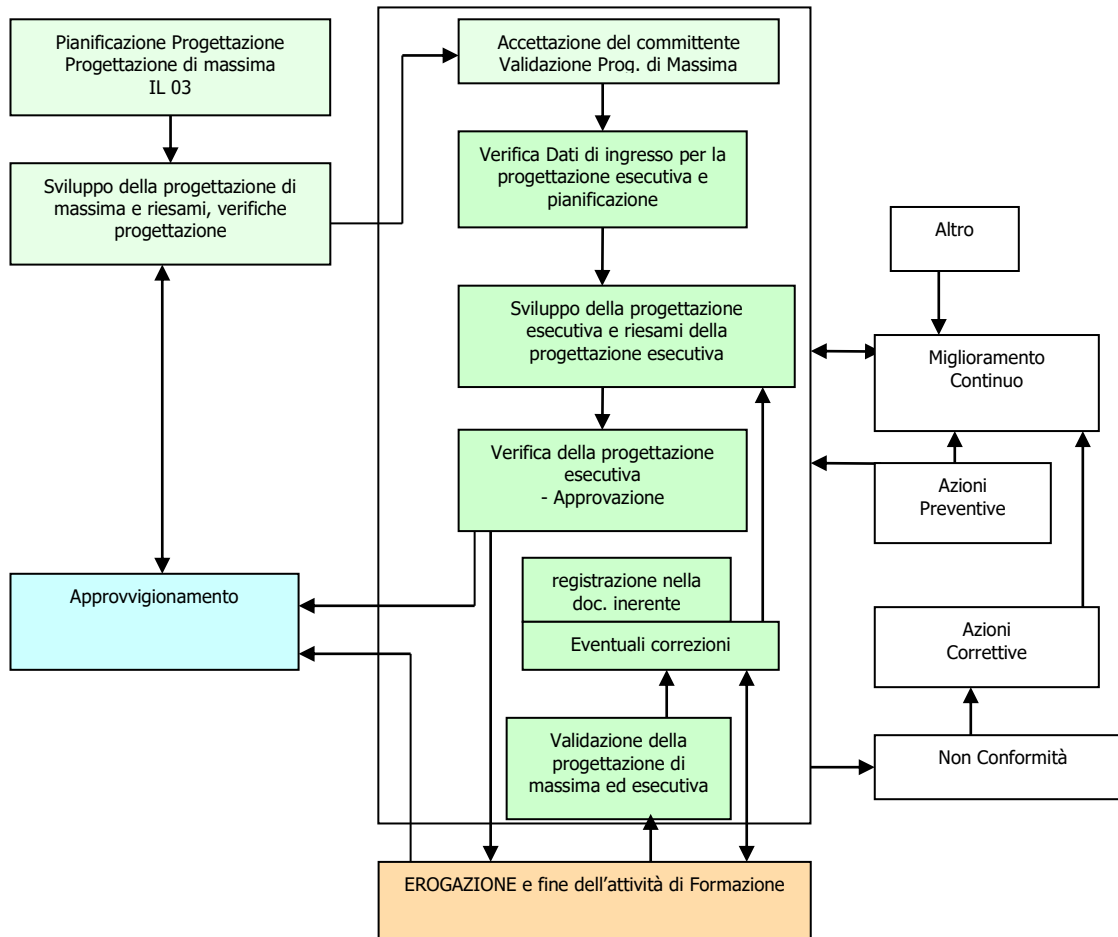 Pianificazione Progettazione
Progettazione di massima
IL 03
Sviluppo della progettazione di
massima e riesami, verifiche
progettazione
Approvvigionamento
Accettazione del committente
Validazione Prog. di Massima
Verifica Dati di ingresso per la
progettazione esecutiva e
pianificazione
Sviluppo della progettazione
esecutiva e riesami della
progettazione esecutiva
Verifica della progettazione
esecutiva
- Approvazione
registrazione nella
doc. inerente
Eventuali correzioni
Validazione della
progettazione di
massima ed esecutiva
EROGAZIONE e fine dell’attività di Formazione
Altro
Miglioramento
Continuo
Azioni
Preventive
Azioni
Correttive
Non Conformità